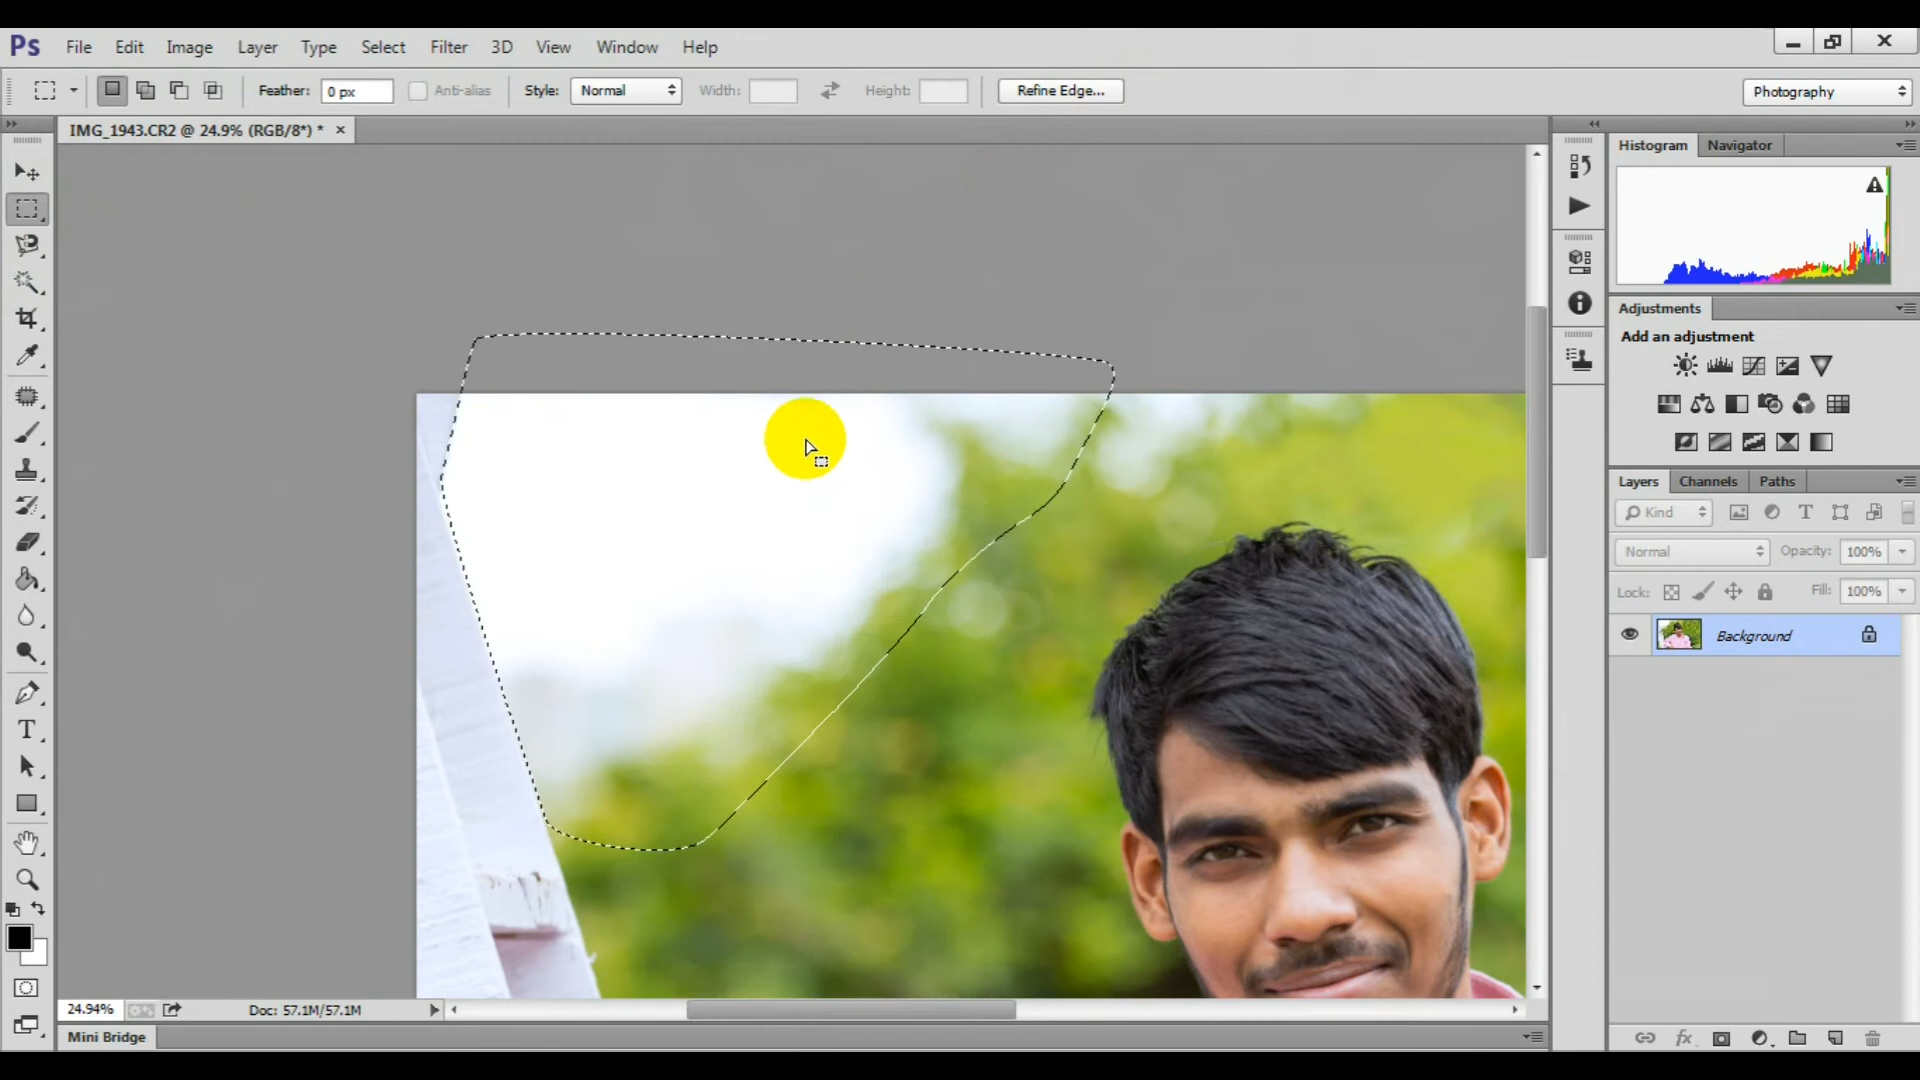 Ps File Edit Image Layer Type Select Filter 3D View Window Help
Feather: 0 px Anti-alias Style: Normal Width: Height: Refine Edge... Photography
IMG_1943.CR2 @ 24.9% (RGB/8*) * ×
Histogram Navigator
Adjustments
Add an adjustment
Layers Channels Paths
Kind
Normal Opacity: 100%
Lock: Fill: 100%
Background
24.94% Doc: 57.1M/57.1M
Mini Bridge